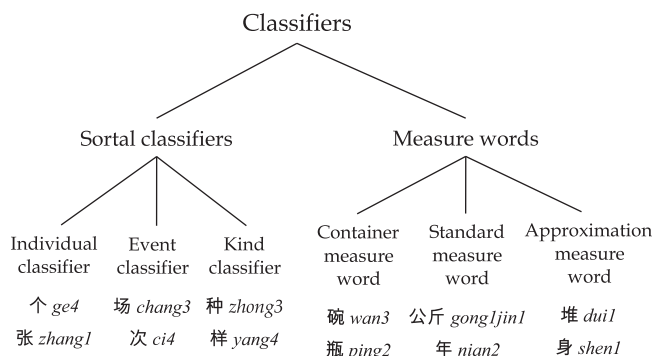 Classifiers
Sortal classifiers
Measure words
Individual
classifier
个 ge4
张 zhang1
Event
classifier
场 chang3
次 ci4
Kind
classifier
种 zhong3
样 yang4
Container
measure
word
碗 wan3
瓶 ping2
Standard
measure
word
公斤 gong1jin1
年 nian2
Approximation
measure
word
堆 dui1
身 shen1